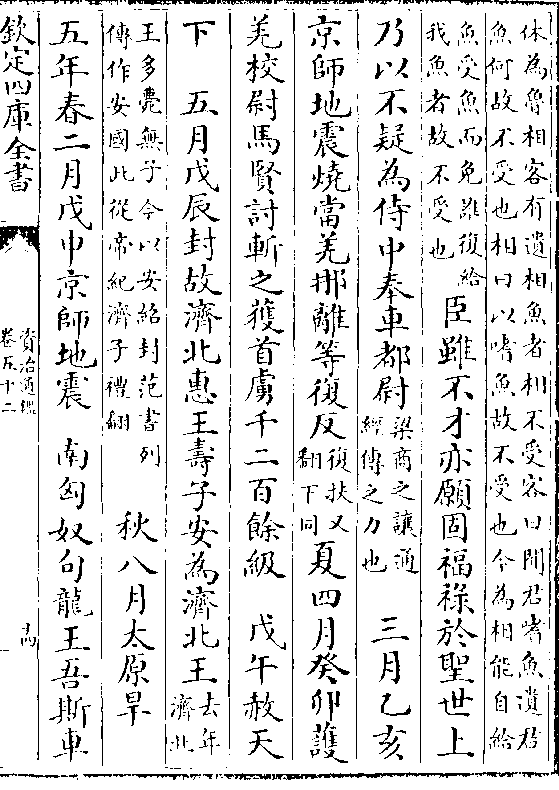 休為魯相客有遺相魚者相不受客曰聞君嗜魚遺君
魚何故不受也相曰以嗜魚故不受也今為相能自給
魚受魚而免誰復給
我魚者故不受也
臣雖不才亦願固福祿於聖世上
乃以不疑為侍中奉車都尉
梁商之讓通
經傳之力也
三月乙亥
京師地震燒當羌那離等復反
復扶又
翻下同
夏四月癸卯護
羌校尉馬賢討斬之獲首虜千二百餘級　戊午赦天
下　五月戊辰封故濟北惠王壽子安為濟北王
去年
濟北
王多薨無子今以安紹封范書列
傳作安國此從帝紀濟子禮翻
秋八月太原旱
五年春二月戊申京師地震　南匈奴句龍王吾斯車
欽定四庫全書
資治通鑑
卷五十二